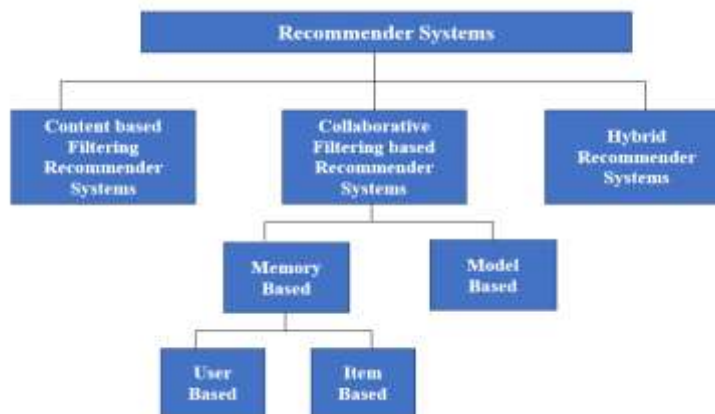 Recommender Systems
Content based
Filtering
Recommender
Systems
Collaborative
Filtering based
Recommender
Systems
Hybrid
Recommender
Systems
Memory
Based
Model
Based
User
Based
Item
Based